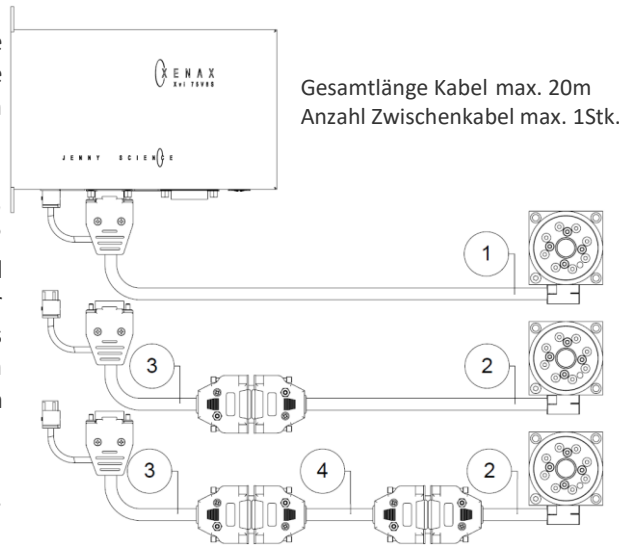 XENAX
Xvi 75V8S
JENNY SCIENCE
Gesamtlänge Kabel max. 20m
Anzahl Zwischenkabel max. 1Stk.
1
3
2
3
4
2